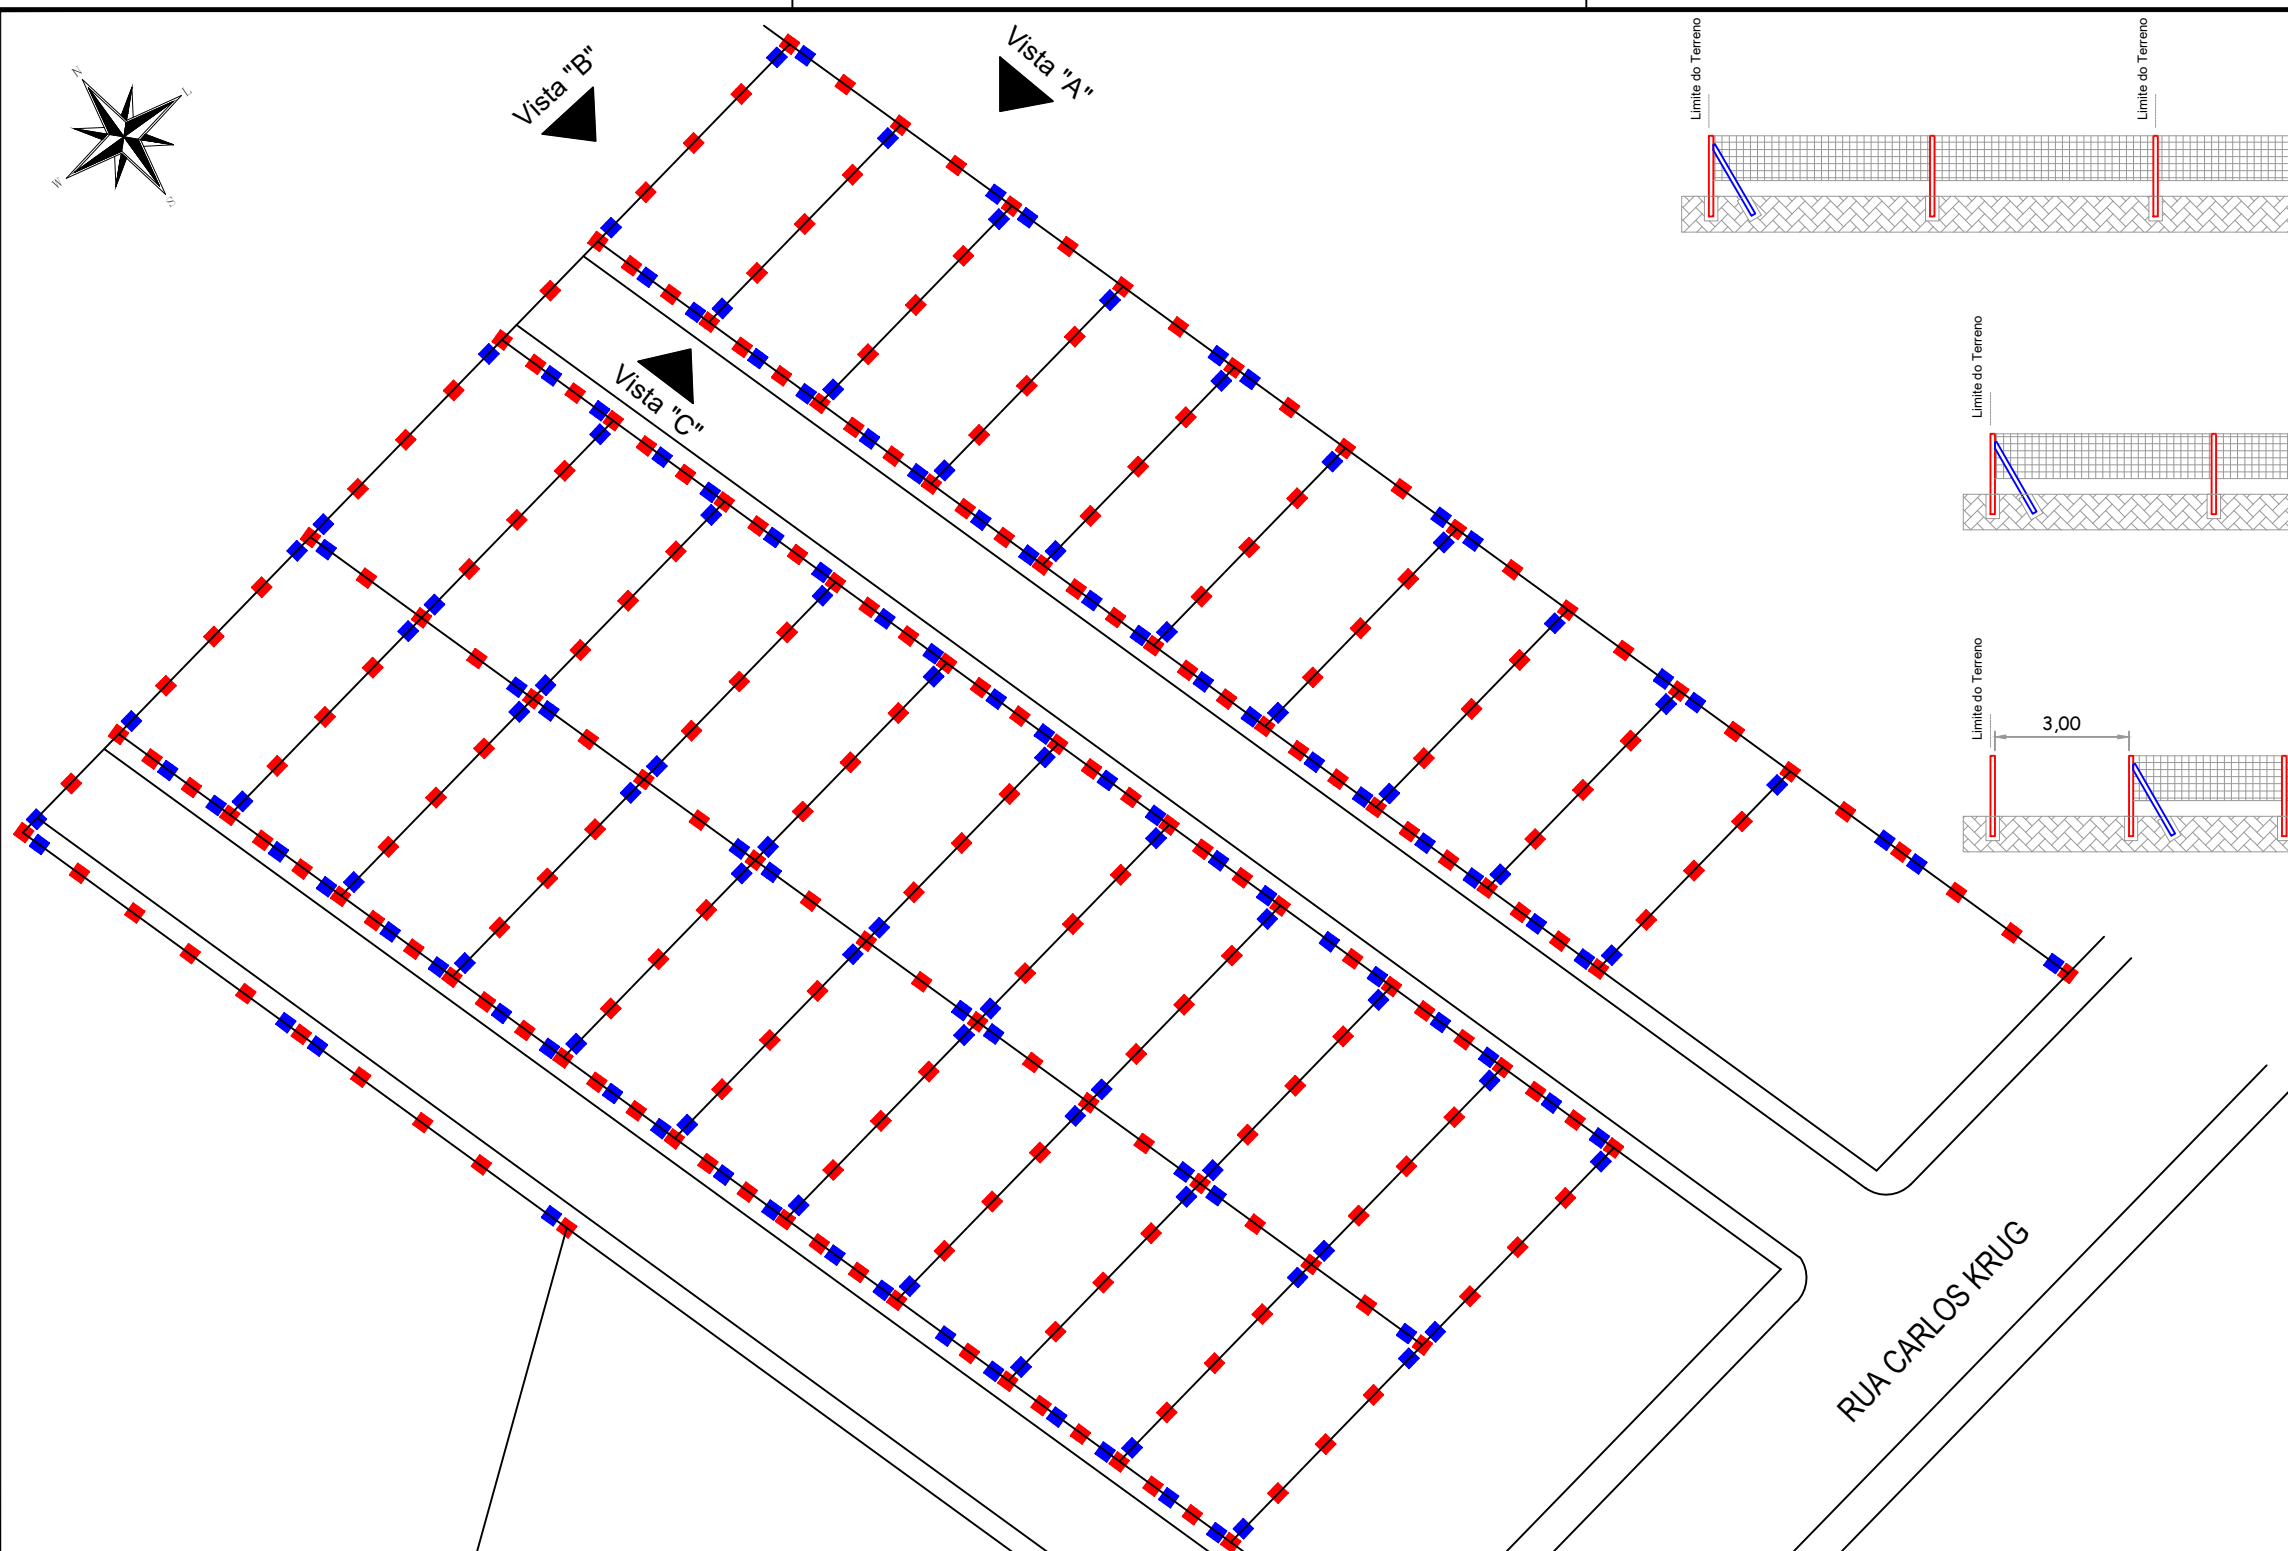 N
L
W
S
Vista "B"
Vista "A"
Vista "C"
Limite do Terreno
Limite do Terreno
Limite do Terreno
Limite do Terreno
3,00
RUA CARLOS KRUG